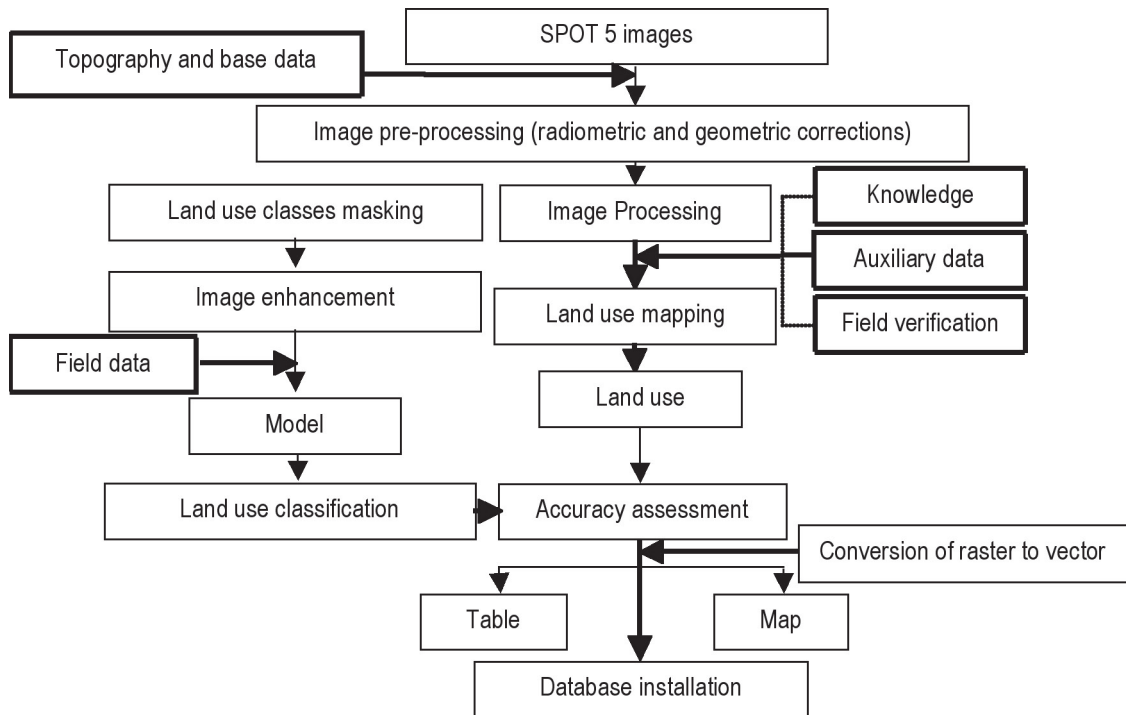 SPOT 5 images
Topography and base data
Image pre-processing (radiometric and geometric corrections)
Land use classes masking
Image Processing
Knowledge
Auxiliary data
Image enhancement
Land use mapping
Field verification
Field data
Land use
Model
Land use classification
Accuracy assessment
Conversion of raster to vector
Table
Map
Database installation